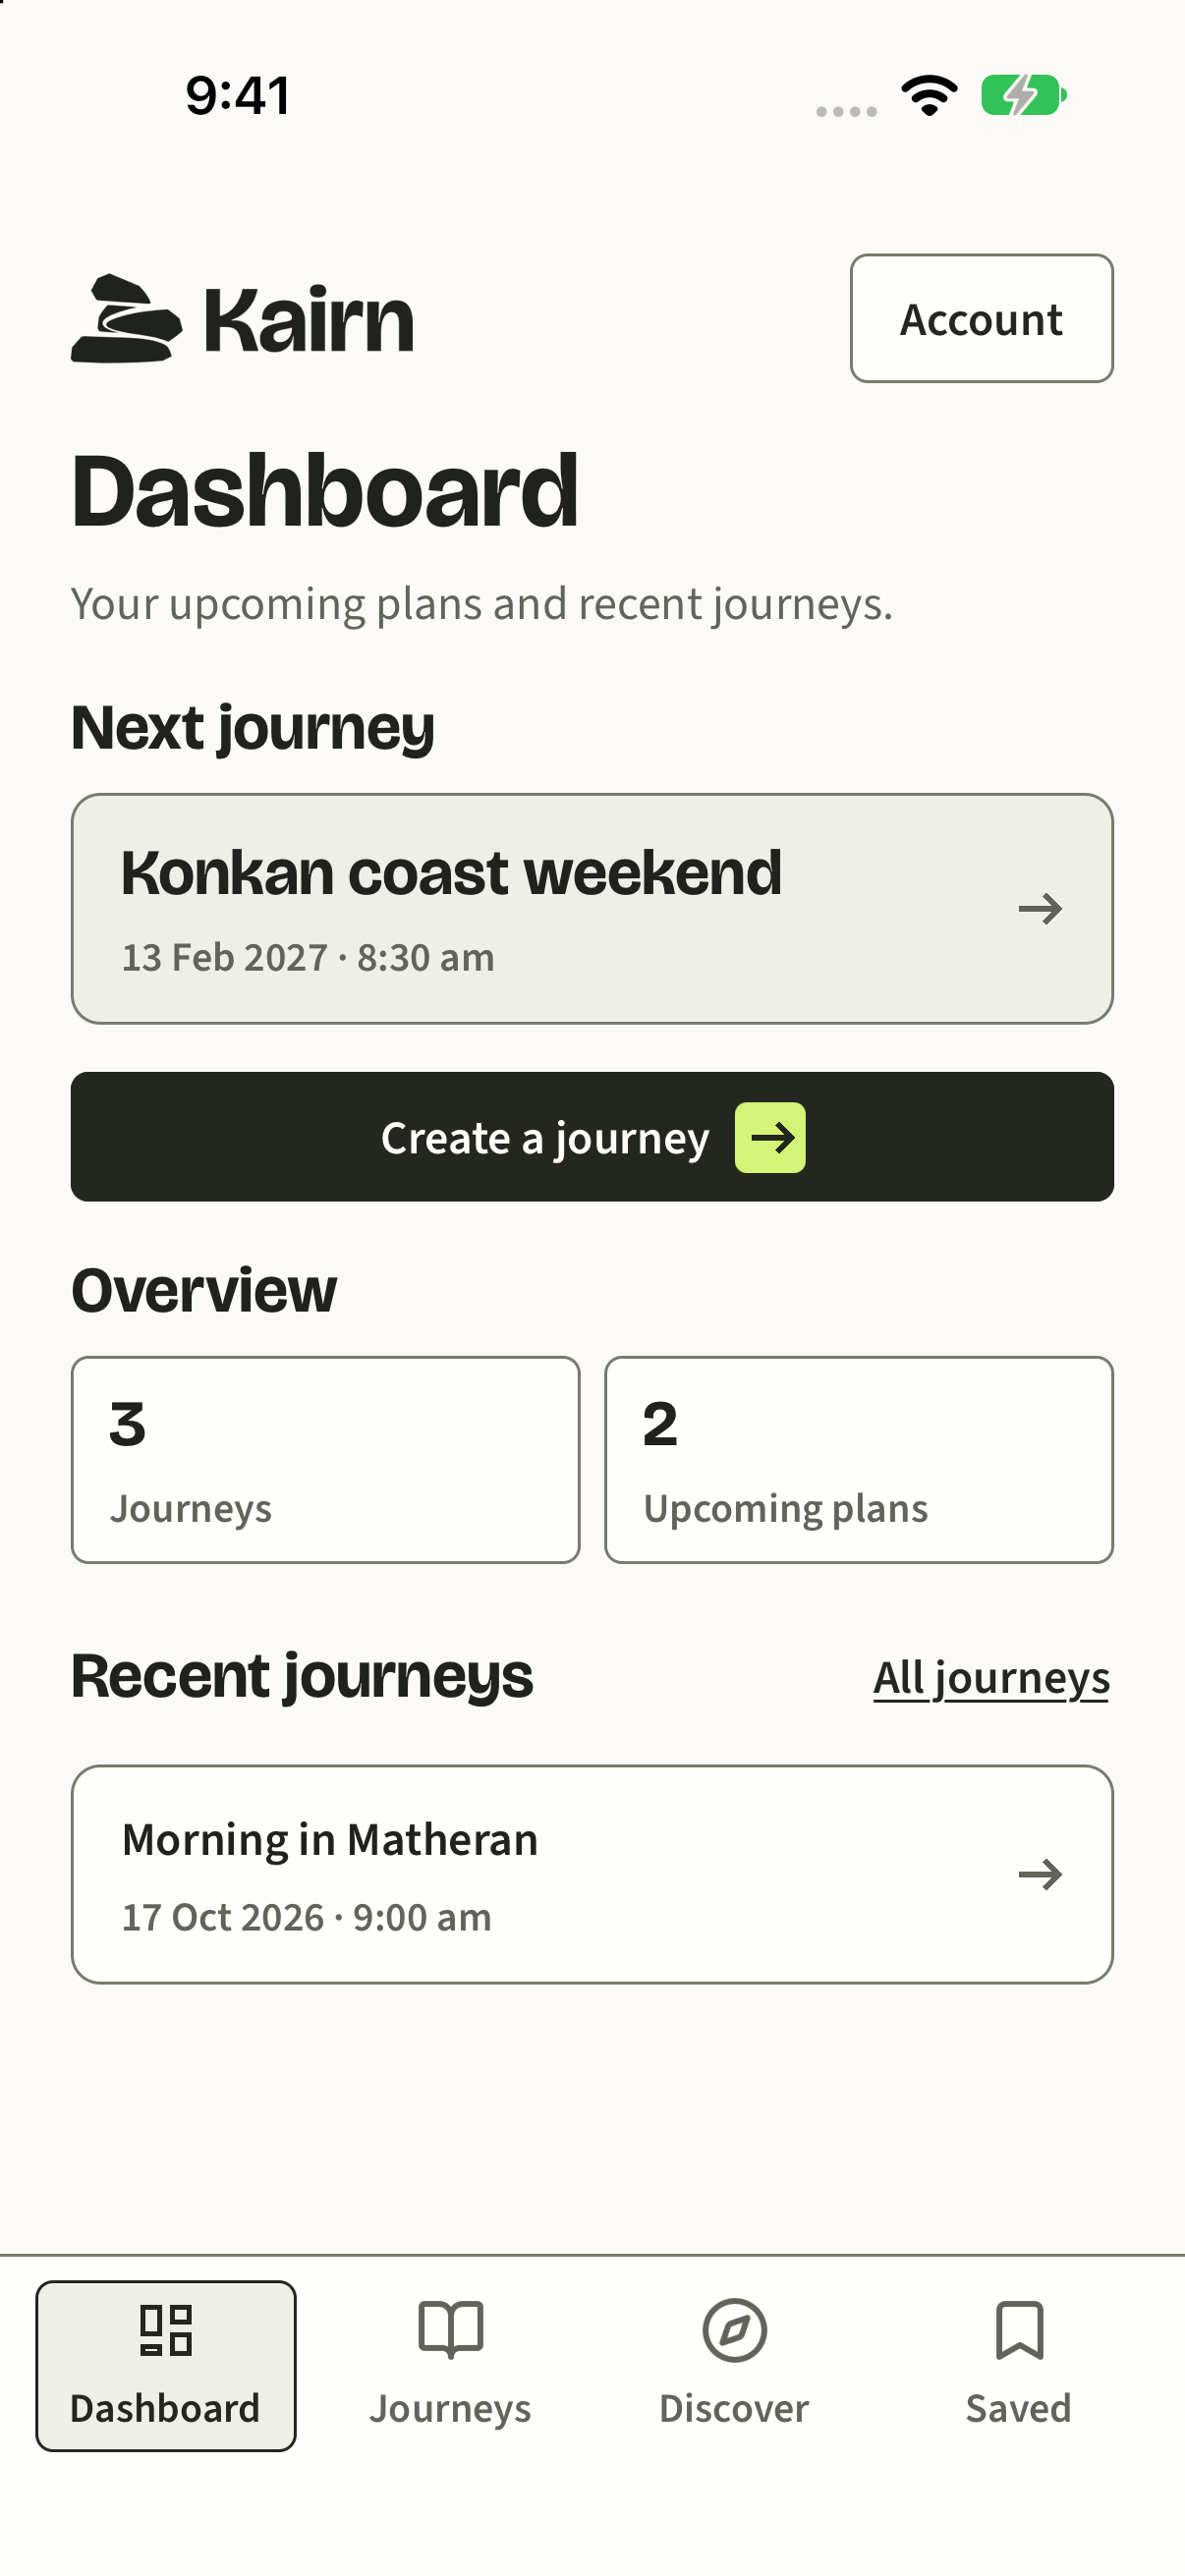 9:41
Kairn
Account
Dashboard
Your upcoming plans and recent journeys.
Next journey
Konkan coast weekend
13 Feb 2027 · 8:30 am
Create a journey
Overview
3
Journeys
2
Upcoming plans
Recent journeys
All journeys
Morning in Matheran
17 Oct 2026 · 9:00 am
Dashboard
Journeys
Discover
Saved